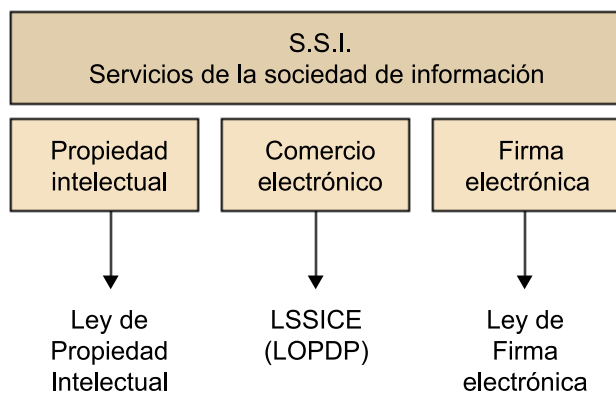 S.S.I.
Servicios de la sociedad de información
Propiedad
intelectual
Comercio
electrónico
Firma
electrónica
Ley de
Propiedad
Intelectual
LSSICE
(LOPDP)
Ley de
Firma
electrónica